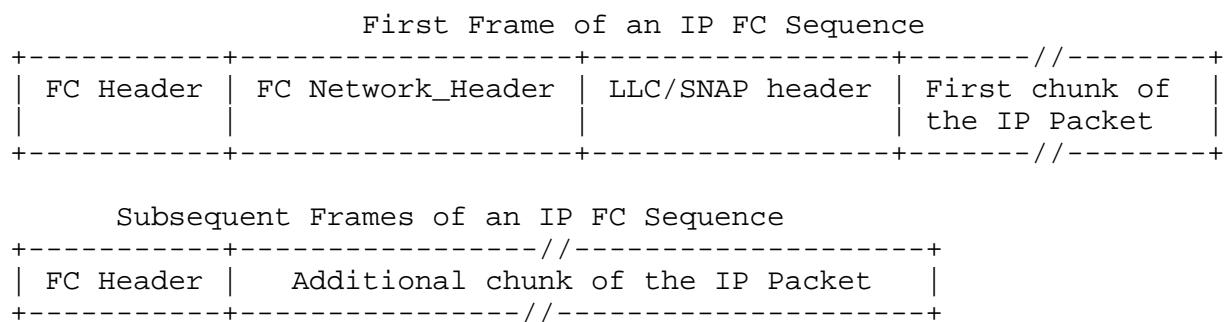 First Frame of an IP FC Sequence
+-----------+-------------------+-----------------+-------//--------+
| FC Header | FC Network_Header | LLC/SNAP header | First chunk of  |
|           |                   |                 | the IP Packet   |
+-----------+-------------------+-----------------+-------//--------+
Subsequent Frames of an IP FC Sequence
+-----------+-----------------//--------------------+
| FC Header |   Additional chunk of the IP Packet   |
+-----------+----------------//---------------------+